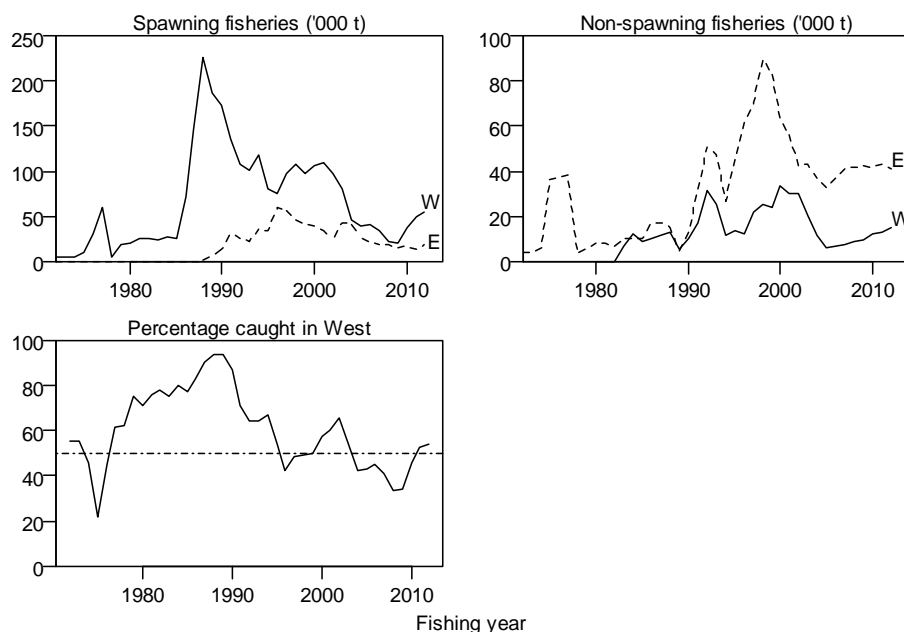 Spawning fisheries ('000 t)
250
200
150
100
50
0
W
E
1980 1990 2000 2010
Non-spawning fisheries ('000 t)
100
80
60
40
20
0
E
W
1980 1990 2000 2010
Percentage caught in West
100
80
60
40
20
0
1980 1990 2000 2010
Fishing year